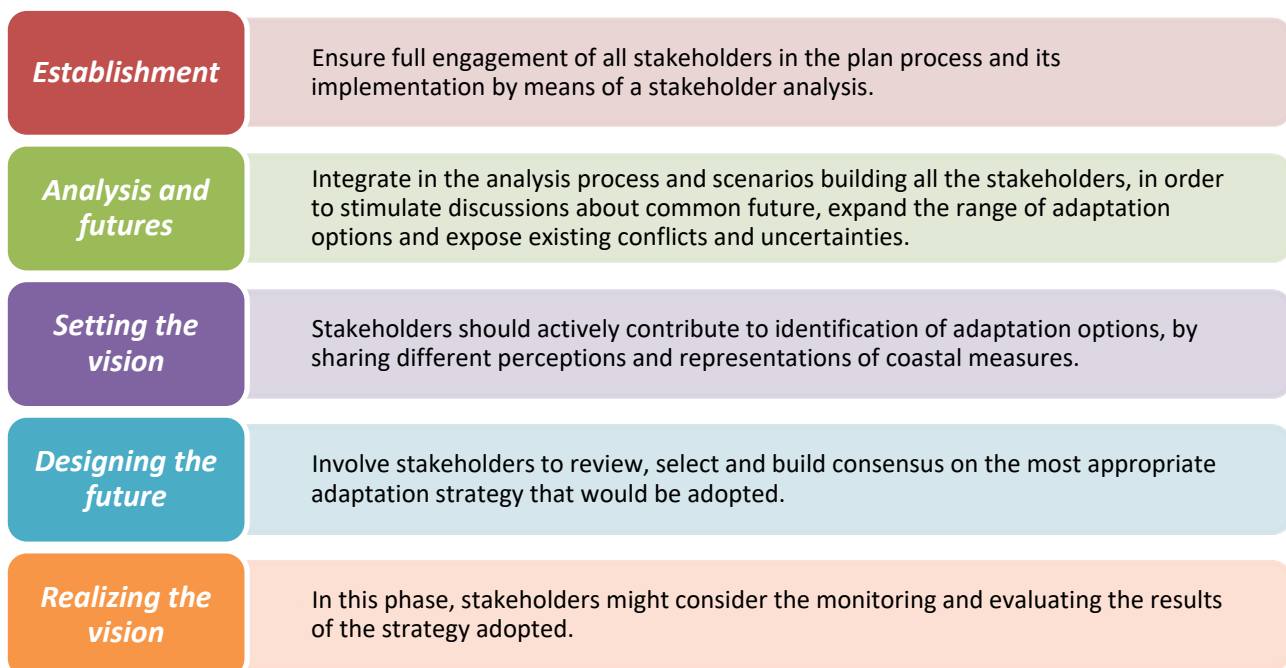 Establishment
Ensure full engagement of all stakeholders in the plan process and its
implementation by means of a stakeholder analysis.
Analysis and
futures
Integrate in the analysis process and scenarios building all the stakeholders, in order
to stimulate discussions about common future, expand the range of adaptation
options and expose existing conflicts and uncertainties.
Setting the
vision
Stakeholders should actively contribute to identification of adaptation options, by
sharing different perceptions and representations of coastal measures.
Designing the
future
Involve stakeholders to review, select and build consensus on the most appropriate
adaptation strategy that would be adopted.
Realizing the
vision
In this phase, stakeholders might consider the monitoring and evaluating the results
of the strategy adopted.